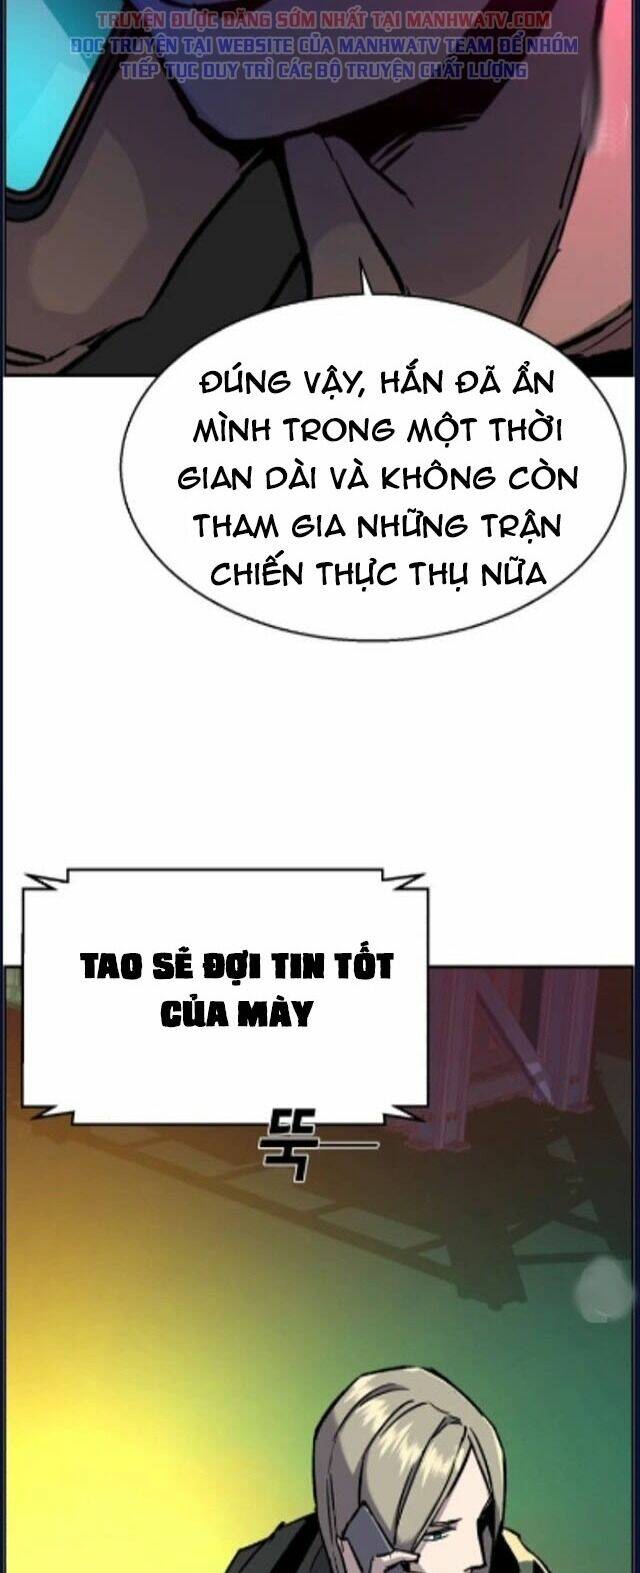 TRUYỆN ĐƯỢC ĐĂNG SỚM NHẤT TẠI MANHWATV.COM
ĐỌC TRUYỆN TẠI WEBSITE CỦA MANHWATV TEAM ĐỂ NHÓM
TIẾP TỤC DUY TRÌ CÁC BỘ TRUYỆN CHẤT LƯỢNG
ĐÚNG VẬY, HẮN ĐÃ ẨN
MÌNH TRONG MỘT THỜI
GIAN DÀI VÀ KHÔNG CÒN
THAM GIA NHỮNG TRẬN
CHIẾN THỰC THỤ NỮA
TAO SẼ ĐỢI TIN TỐT
CỦA MÀY
뚝